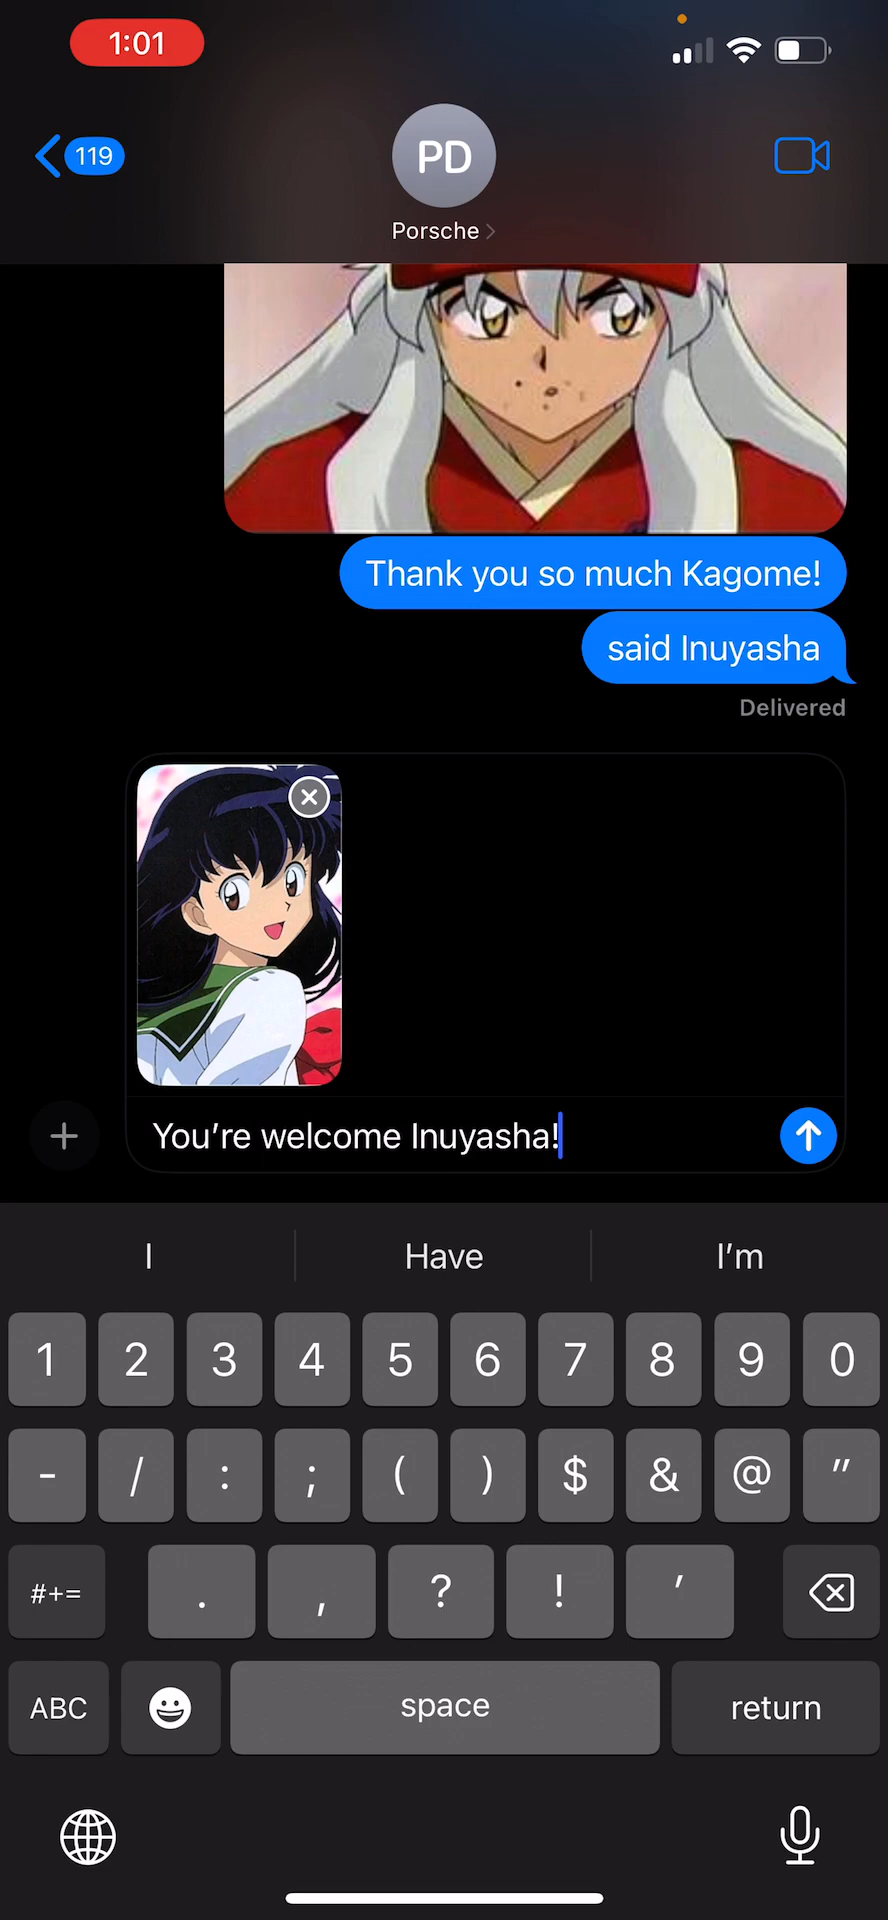 1:01
119
PD
Porsche
Thank you so much Kagome!
said Inuyasha
Delivered
You’re welcome Inuyasha!
I Have I’m
1 2 3 4 5 6 7 8 9 0
- / : ; ( ) $ & @ "
#+= . , ? ! ’
ABC space return